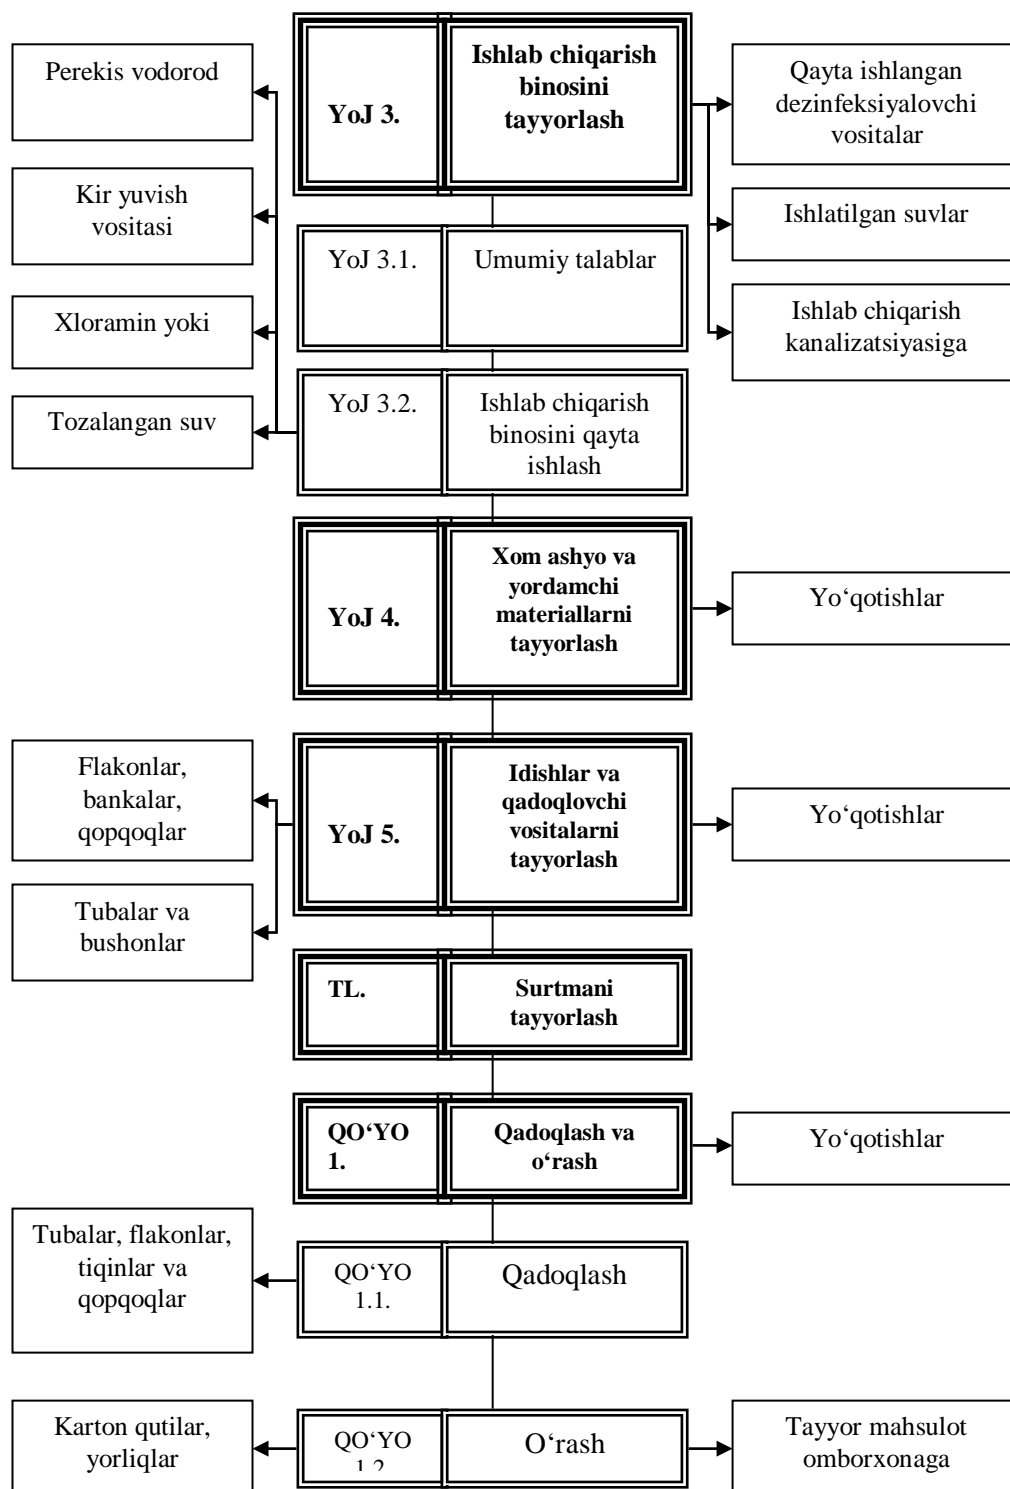 Perekis vodorod
YoJ 3.
Ishlab chiqarish
binosini
tayyorlash
Qayta ishlangan
dezinfeksiyalovchi
vositalar
Kir yuvish
vositasi
Ishlatilgan suvlar
YoJ 3.1.
Umumiy talablar
Xloramin yoki
Ishlab chiqarish
kanalizatsiyasiga
Tozalangan suv
YoJ 3.2.
Ishlab chiqarish
binosini qayta
ishlash
YoJ 4.
Xom ashyo va
yordamchi
materiallarni
tayyorlash
Yo‘qotishlar
Flakonlar,
bankalar,
qopqoqlar
YoJ 5.
Idishlar va
qadoqlovchi
vositalarni
tayyorlash
Yo‘qotishlar
Tubalar va
bushonlar
TL.
Surtmani
tayyorlash
QO‘YO
1.
Qadoqlash va
o‘rash
Yo‘qotishlar
Tubalar, flakonlar,
tiqinlar va
qopqoqlar
QO‘YO
1.1.
Qadoqlash
Karton qutilar,
yorliqlar
QO‘YO
1.2
O‘rash
Tayyor mahsulot
omborxonaga